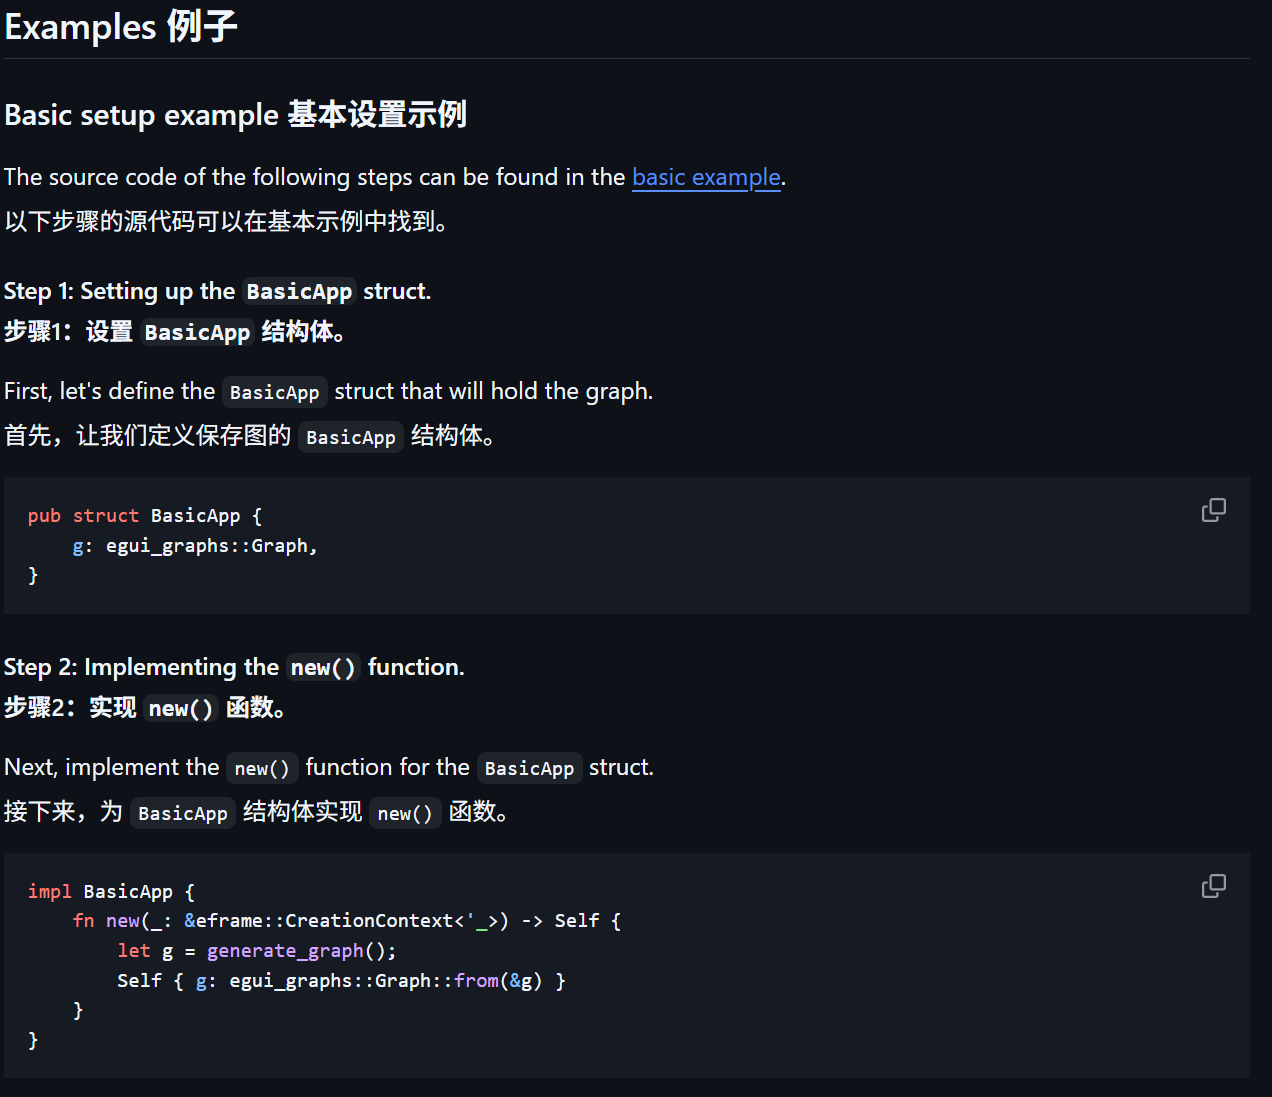 Examples 例子
Basic setup example 基本设置示例
The source code of the following steps can be found in the basic example.
以下步骤的源代码可以在基本示例中找到。
Step 1: Setting up the BasicApp struct.
步骤1：设置 BasicApp 结构体。
First, let's define the BasicApp struct that will hold the graph.
首先，让我们定义保存图的 BasicApp 结构体。
pub struct BasicApp {
    g: egui_graphs::Graph,
}
Step 2: Implementing the new() function.
步骤2：实现 new() 函数。
Next, implement the new() function for the BasicApp struct.
接下来，为 BasicApp 结构体实现 new() 函数。
impl BasicApp {
    fn new(_: &eframe::CreationContext<'_>) -> Self {
        let g = generate_graph();
        Self { g: egui_graphs::Graph::from(&g) }
    }
}